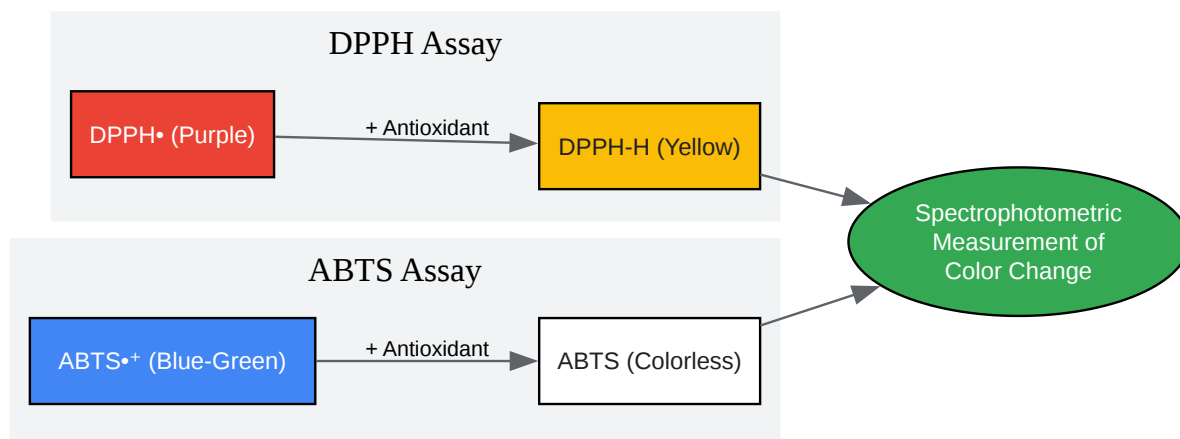 DPPH Assay
DPPH• (Purple)
+ Antioxidant
DPPH-H (Yellow)
ABTS Assay
ABTS•⁺ (Blue-Green)
+ Antioxidant
ABTS (Colorless)
Spectrophotometric
Measurement of
Color Change